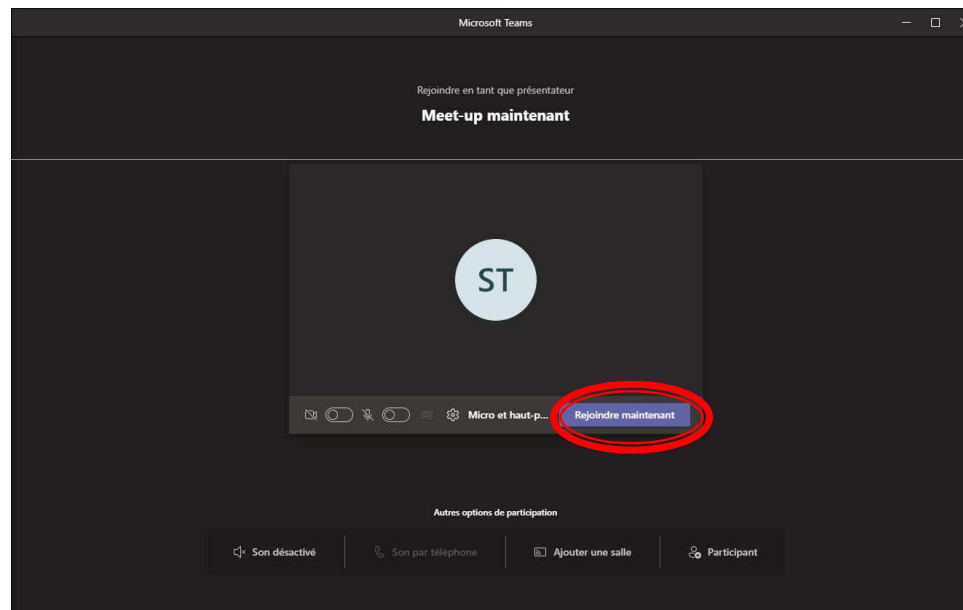 Microsoft Teams
Rejoindre en tant que présentateur
Meet-up maintenant
ST
Micro et haut-p... Rejoindre maintenant
Autres options de participation
Son désactivé Son par téléphone Ajouter une salle Participant